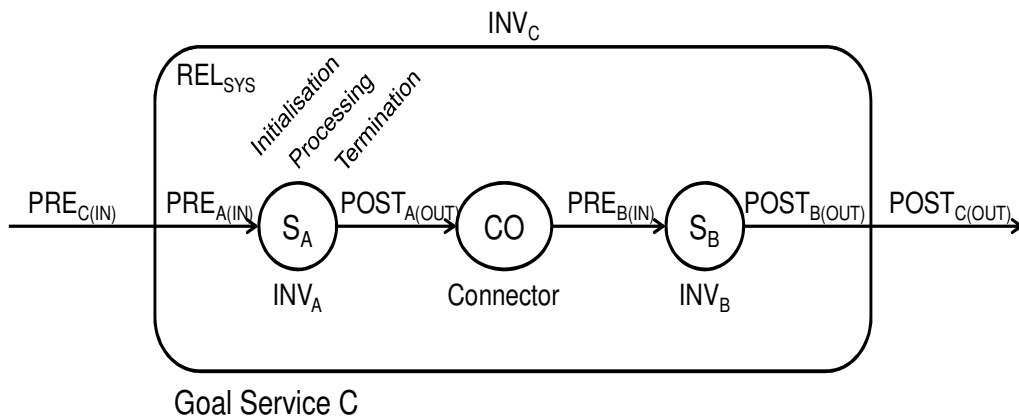 INV_C
REL_SYS
Initialisation
Processing
Termination
PRE_C(IN) PRE_A(IN) POST_A(OUT) PRE_B(IN) POST_B(OUT) POST_C(OUT)
S_A CO S_B
INV_A Connector INV_B
Goal Service C